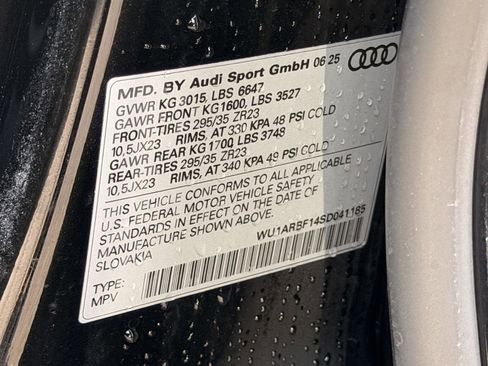 MFD. BY Audi Sport GmbH 06 25
GVWR KG 3015, LBS 6647
GAWR FRONT KG 1600, LBS 3527
FRONT-TIRES 295/35 ZR23
10,5JX23 RIMS, AT 330 KPA 48 PSI COLD
GAWR REAR KG 1700, LBS 3748
REAR-TIRES 295/35 ZR23
10,5JX23 RIMS, AT 340 KPA 49 PSI COLD
THIS VEHICLE CONFORMS TO ALL APPLICABLE
U.S. FEDERAL MOTOR VEHICLE SAFETY
STANDARDS IN EFFECT ON THE DATE OF
MANUFACTURE SHOWN ABOVE.
SLOVAKIA
WU1ARBF14SD041185
TYPE:
MPV